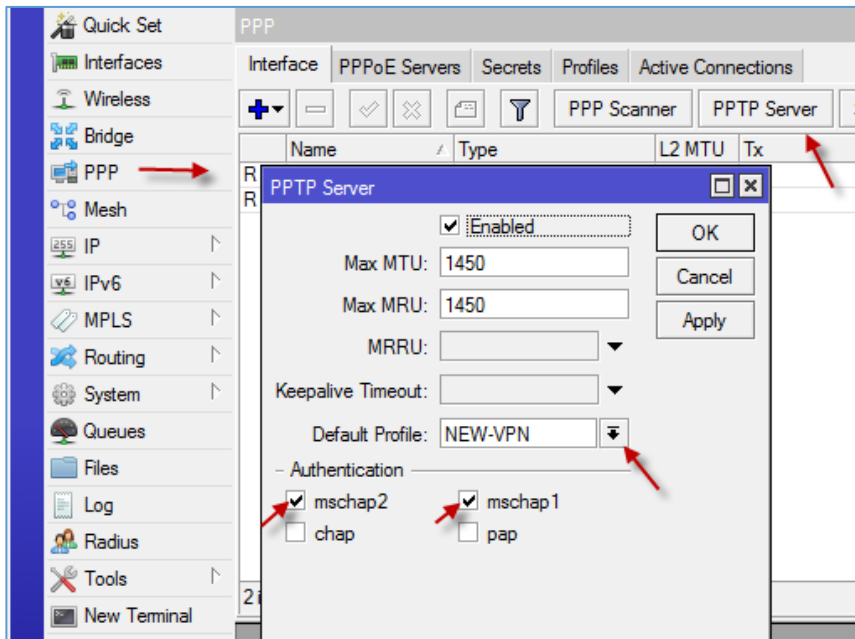 Quick Set
Interfaces
Wireless
Bridge
PPP
Mesh
255 IP
v6 IPv6
MPLS
Routing
System
Queues
Files
Log
Radius
Tools
New Terminal
PPP
Interface PPPoE Servers Secrets Profiles Active Connections
PPP Scanner PPTP Server
Name Type L2 MTU Tx
R
R
PPTP Server
Enabled
Max MTU: 1450
Max MRU: 1450
MRRU:
Keepalive Timeout:
Default Profile: NEW-VPN
Authentication
mschap2 mschap1
chap pap
OK
Cancel
Apply